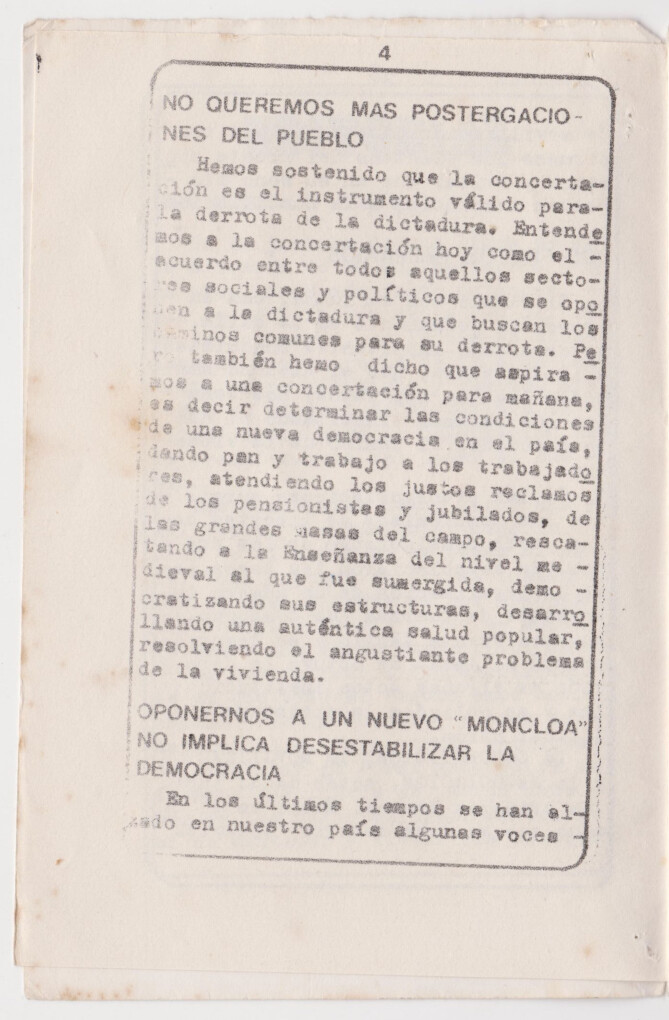 4
NO QUEREMOS MAS POSTERGACIO-
NES DEL PUEBLO
Hemos sostenido que la concerta-
ción es el instrumento válido para-
la derrota de la dictadura. Entende
mos a la concertación hoy como el -
acuerdo entre todos aquellos secto-
res sociales y políticos que se opo
nen a la dictadura y que buscan los
caminos comunes para su derrota. Pe
ro también hemo dicho que aspira -
mos a una concertación para mañana,
es decir determinar las condiciones
de una nueva democracia en el país,
dando pan y trabajo a los trabajado
res, atendiendo los justos reclamos
de los pensionistas y jubilados, de
las grandes masas del campo, resca-
tando a la Enseñanza del nivel me -
dieval al que fue sumergida, demo -
cratizando sus estructuras, desarro
llando una auténtica salud popular,
resolviendo el angustiante problema
de la vivienda.
OPONERNOS A UN NUEVO "MONCLOA"
NO IMPLICA DESESTABILIZAR LA
DEMOCRACIA
En los últimos tiempos se han al-
zado en nuestro país algunas voces -